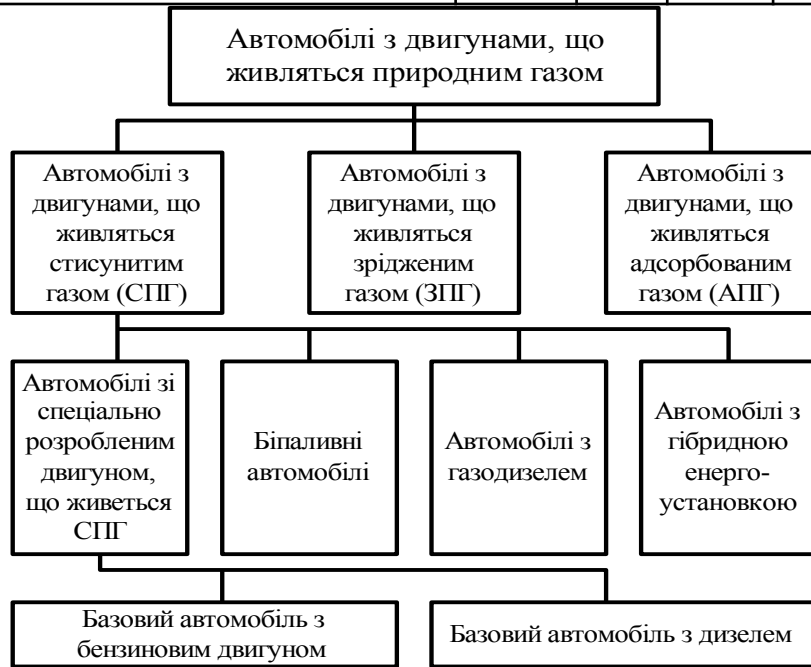 Автомобілі з двигунами, що
живляться природним газом
Автомобілі з
двигунами, що
живляться
стисунитим
газом (СПГ)
Автомобілі з
двигунами, що
живляться
зрідженим
газом (ЗПГ)
Автомобілі з
двигунами, що
живляться
адсорбованим
газом (АПГ)
Автомобілі зі
спеціально
розробленим
двигуном,
що живеться
СПГ
Біпаливні
автомобілі
Автомобілі з
газодизелем
Автомобілі з
гібридною
енерго-
установкою
Базовий автомобіль з
бензиновим двигуном
Базовий автомобіль з дизелем